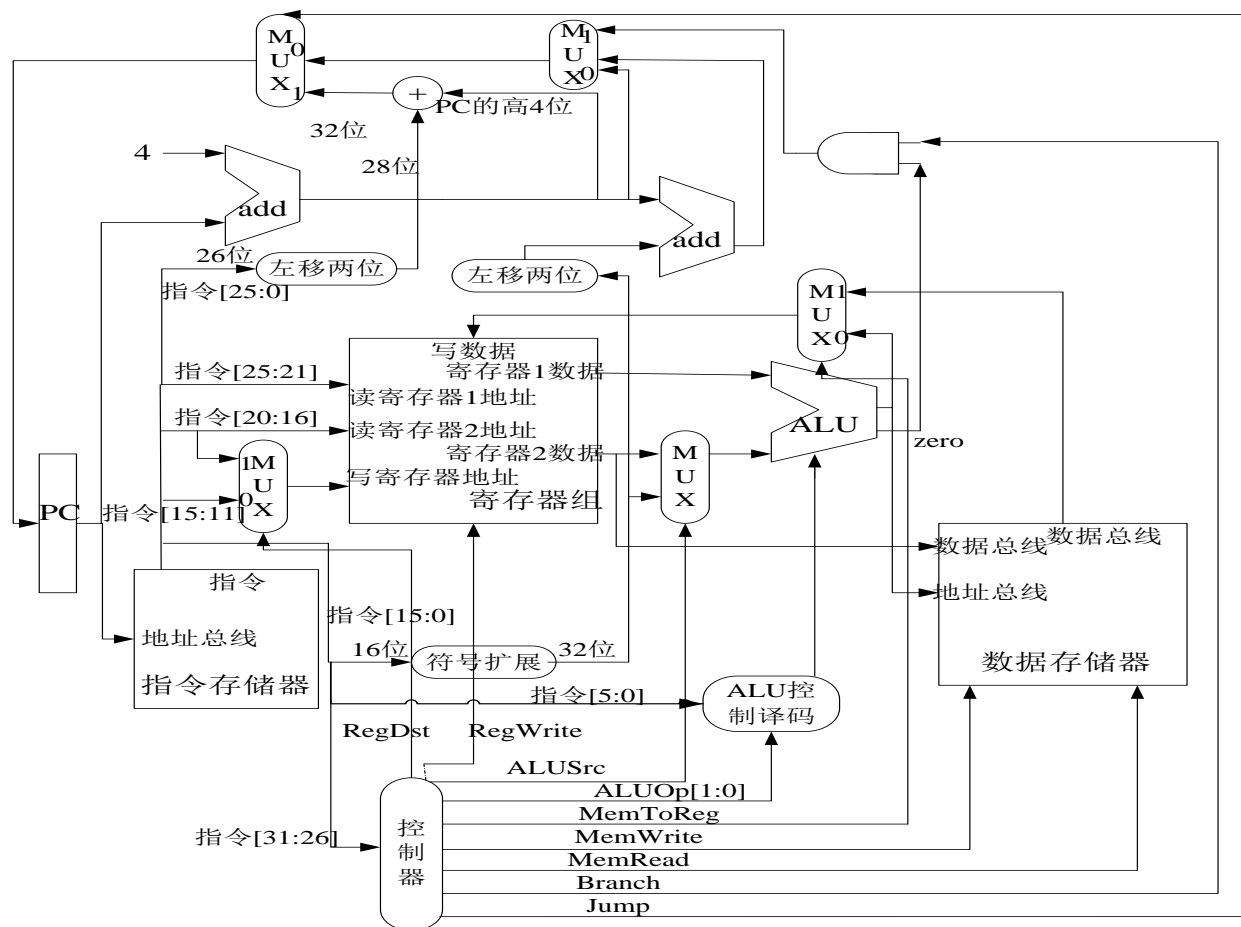 M
U
X
0
1
M
U
X
1
0
+
PC的高4位
32位
28位
4
add
add
26位
左移两位
左移两位
指令[25:0]
M
U
X
1
0
写数据
寄存器1数据
指令[25:21]
读寄存器1地址
指令[20:16]
读寄存器2地址
寄存器2数据
写寄存器地址
寄存器组
ALU
zero
1
0
M
U
X
M
U
X
PC
指令[15:11]
指令
地址总线
指令存储器
指令[15:0]
16位
符号扩展
32位
数据总线
数据总线
地址总线
数据存储器
指令[5:0]
ALU控
制译码
RegDst
RegWrite
ALUSrc
ALUOp[1:0]
MemToReg
MemWrite
MemRead
Branch
Jump
指令[31:26]
控
制
器